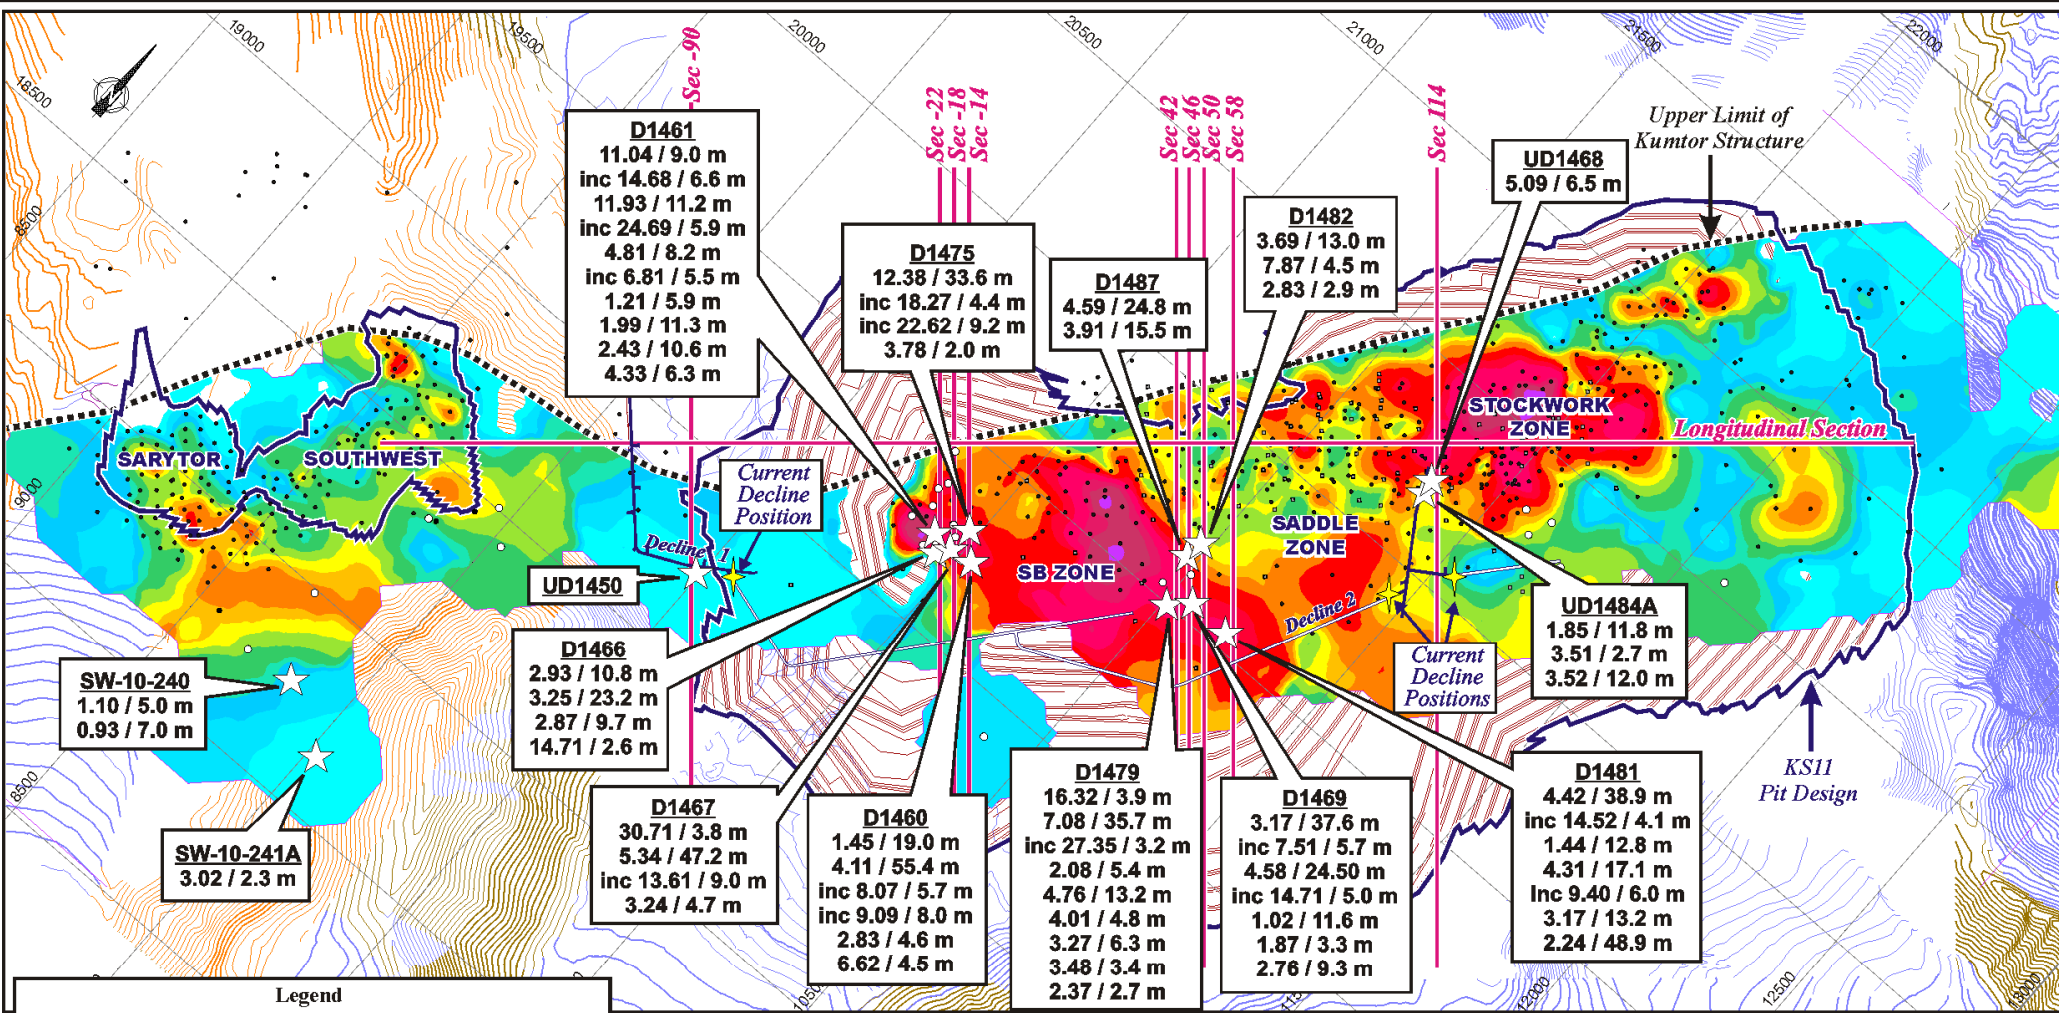 19000
19500
20000
20500
21000
21500
22000
18500
8500
9000
8500
Sec -90
Sec -22
Sec -18
Sec -14
Sec 42
Sec 46
Sec 50
Sec 58
Sec 114
Upper Limit of
Kumtor Structure
D1461
11.04 / 9.0 m
inc 14.68 / 6.6 m
11.93 / 11.2 m
inc 24.69 / 5.9 m
4.81 / 8.2 m
inc 6.81 / 5.5 m
1.21 / 5.9 m
1.99 / 11.3 m
2.43 / 10.6 m
4.33 / 6.3 m
D1475
12.38 / 33.6 m
inc 18.27 / 4.4 m
inc 22.62 / 9.2 m
3.78 / 2.0 m
D1487
4.59 / 24.8 m
3.91 / 15.5 m
D1482
3.69 / 13.0 m
7.87 / 4.5 m
2.83 / 2.9 m
UD1468
5.09 / 6.5 m
SARYTOR
SOUTHWEST
Current
Decline
Position
Decline 1
SB ZONE
SADDLE
ZONE
STOCKWORK
ZONE
Longitudinal Section
Decline 2
Current
Decline
Positions
UD1450
UD1484A
1.85 / 11.8 m
3.51 / 2.7 m
3.52 / 12.0 m
KS11
Pit Design
SW-10-240
1.10 / 5.0 m
0.93 / 7.0 m
SW-10-241A
3.02 / 2.3 m
D1466
2.93 / 10.8 m
3.25 / 23.2 m
2.87 / 9.7 m
14.71 / 2.6 m
D1467
30.71 / 3.8 m
5.34 / 47.2 m
inc 13.61 / 9.0 m
3.24 / 4.7 m
D1460
1.45 / 19.0 m
4.11 / 55.4 m
inc 8.07 / 5.7 m
inc 9.09 / 8.0 m
2.83 / 4.6 m
6.62 / 4.5 m
D1479
16.32 / 3.9 m
7.08 / 35.7 m
inc 27.35 / 3.2 m
2.08 / 5.4 m
4.76 / 13.2 m
4.01 / 4.8 m
3.27 / 6.3 m
3.48 / 3.4 m
2.37 / 2.7 m
D1469
3.17 / 37.6 m
inc 7.51 / 5.7 m
4.58 / 24.50 m
inc 14.71 / 5.0 m
1.02 / 11.6 m
1.87 / 3.3 m
2.76 / 9.3 m
D1481
4.42 / 38.9 m
inc 14.52 / 4.1 m
1.44 / 12.8 m
4.31 / 17.1 m
Inc 9.40 / 6.0 m
3.17 / 13.2 m
2.24 / 48.9 m
12000
12500
13000
Legend